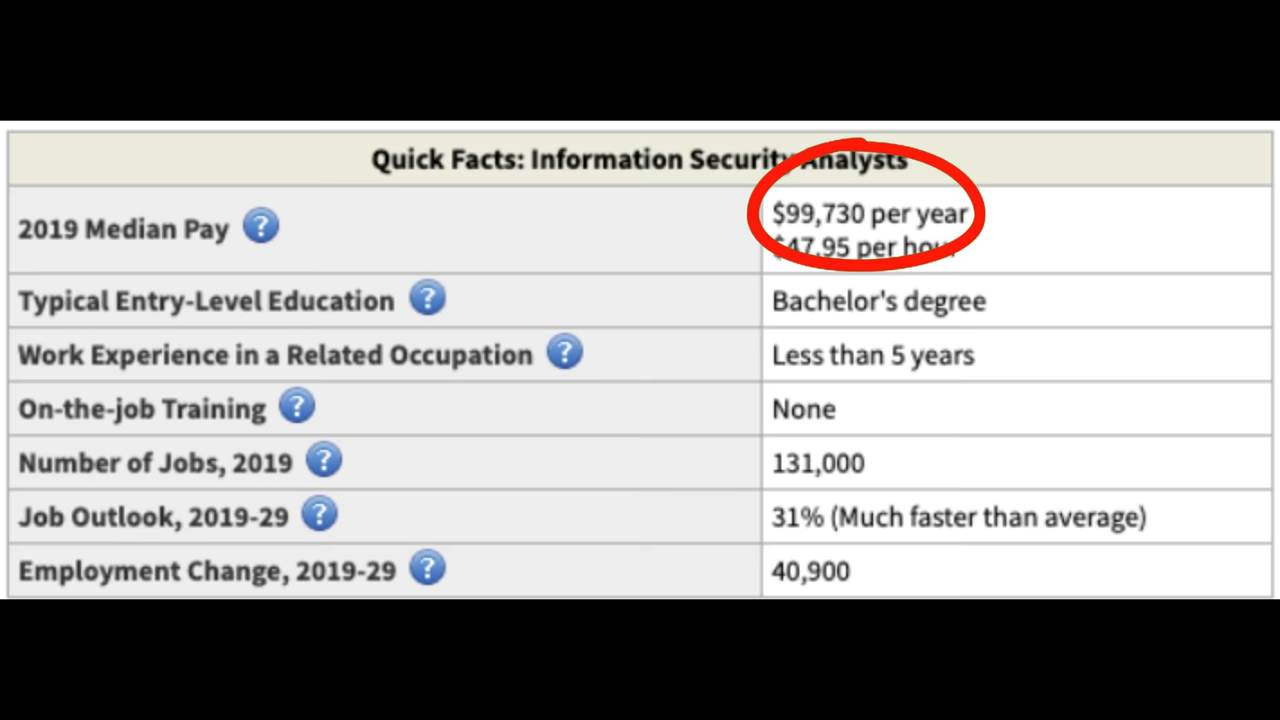 Quick Facts: Information Security Analysts
2019 Median Pay ?
$99,730 per year
$47.95 per hour
Typical Entry-Level Education ? Bachelor's degree
Work Experience in a Related Occupation ? Less than 5 years
On-the-job Training ? None
Number of Jobs, 2019 ? 131,000
Job Outlook, 2019-29 ? 31% (Much faster than average)
Employment Change, 2019-29 ? 40,900